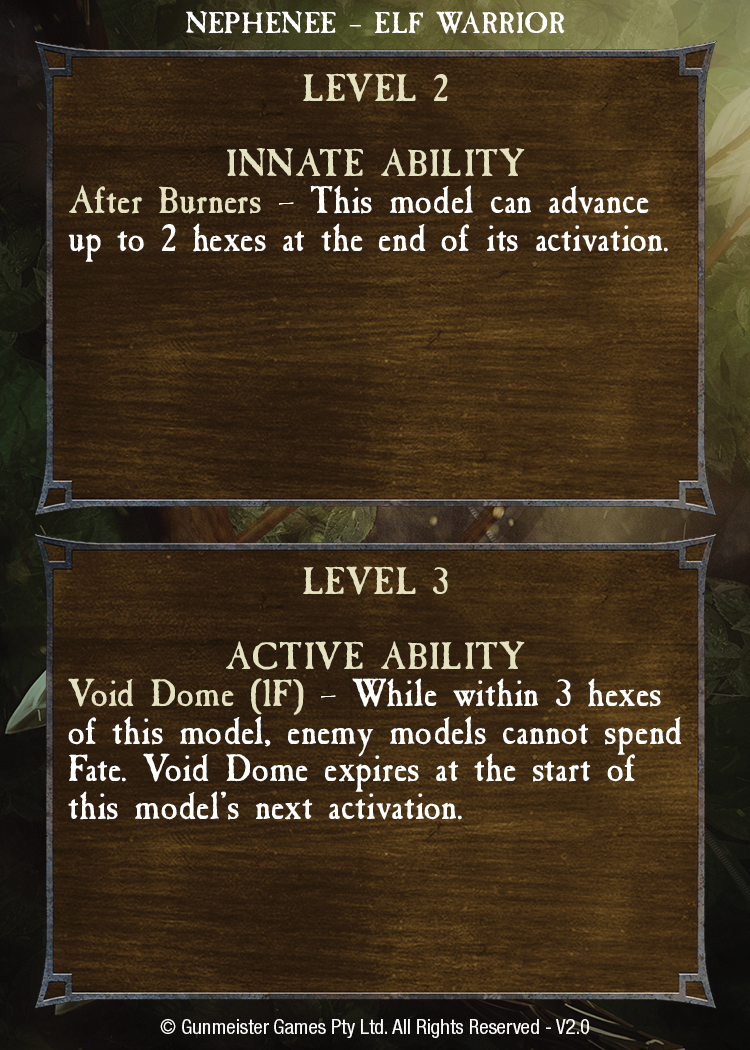 NEPHENEE – ELF WARRIOR
LEVEL 2
INNATE ABILITY
After Burners – This model can advance
up to 2 hexes at the end of its activation.
LEVEL 3
ACTIVE ABILITY
Void Dome (1F) – While within 3 hexes
of this model, enemy models cannot spend
Fate. Void Dome expires at the start of
this model's next activation.
© Gunmeister Games Pty Ltd. All Rights Reserved - V2.0